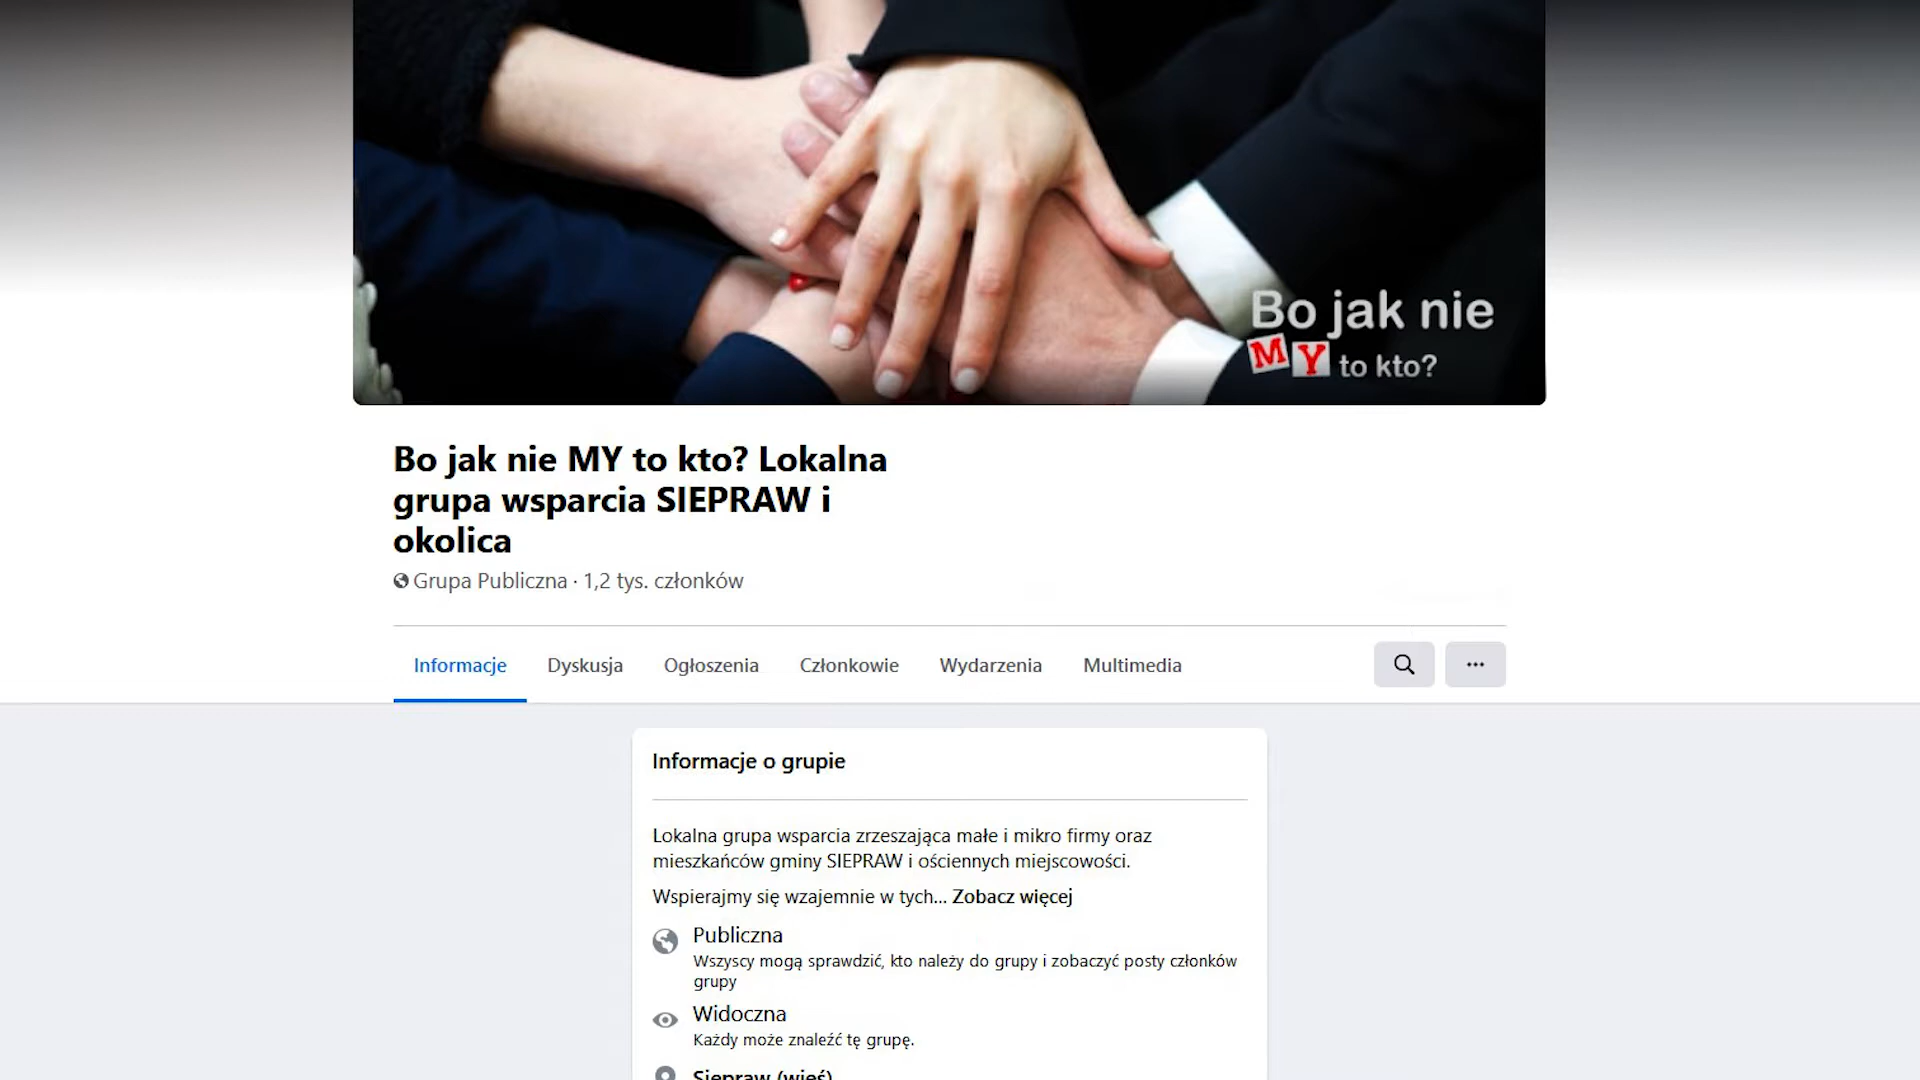 Bo jak nie
MY to kto?
Bo jak nie MY to kto? Lokalna
grupa wsparcia SIEPRAW i
okolica
Grupa Publiczna · 1,2 tys. członków
Informacje Dyskusja Ogłoszenia Członkowie Wydarzenia Multimedia
Informacje o grupie
Lokalna grupa wsparcia zrzeszająca małe i mikro firmy oraz
mieszkańców gminy SIEPRAW i ościennych miejscowości.
Wspierajmy się wzajemnie w tych... Zobacz więcej
Publiczna
Wszyscy mogą sprawdzić, kto należy do grupy i zobaczyć posty członków
grupy
Widoczna
Każdy może znaleźć tę grupę.
Siepraw (wieś)